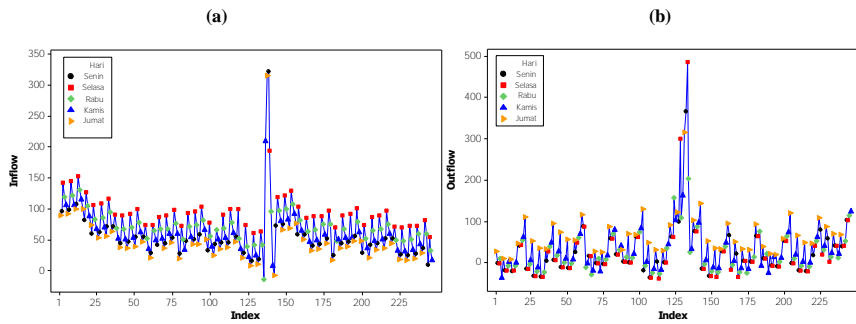 (a)
350
300
250
200
150
100
50
0
Inflow
Hari
Senin
Selasa
Rabu
Kamis
Jumat
1 25 50 75 100 125 150 175 200 225
Index
(b)
500
400
300
200
100
0
Outflow
Hari
Senin
Selasa
Rabu
Kamis
Jumat
1 25 50 75 100 125 150 175 200 225
Index